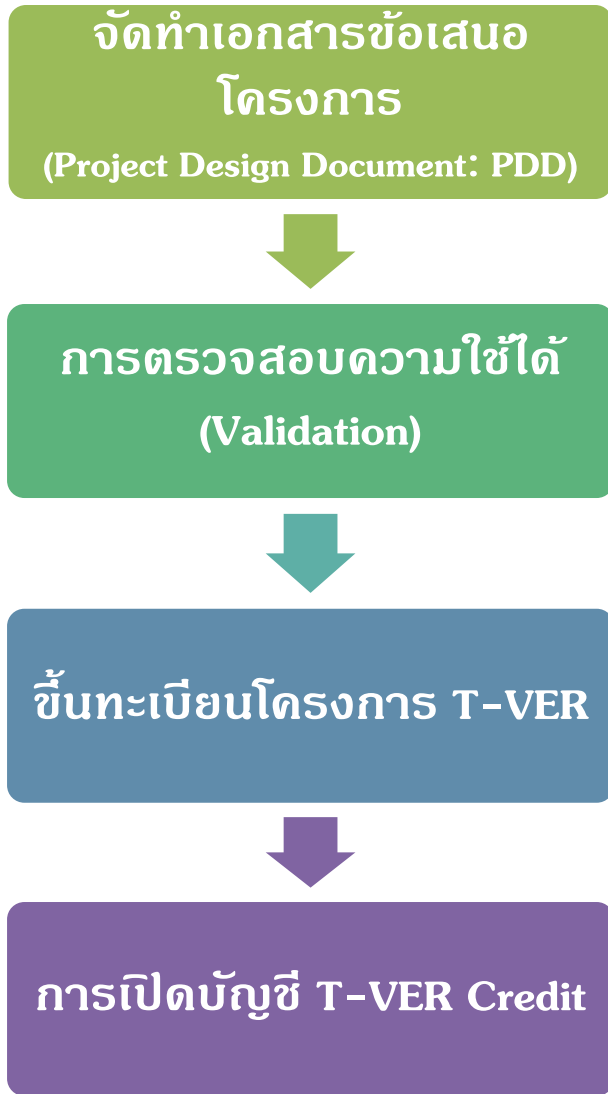 จัดทำเอกสารข้อเสนอ
โครงการ
(Project Design Document: PDD)
การตรวจสอบความใช้ได้
(Validation)
ขึ้นทะเบียนโครงการ T-VER
การเปิดบัญชี T-VER Credit